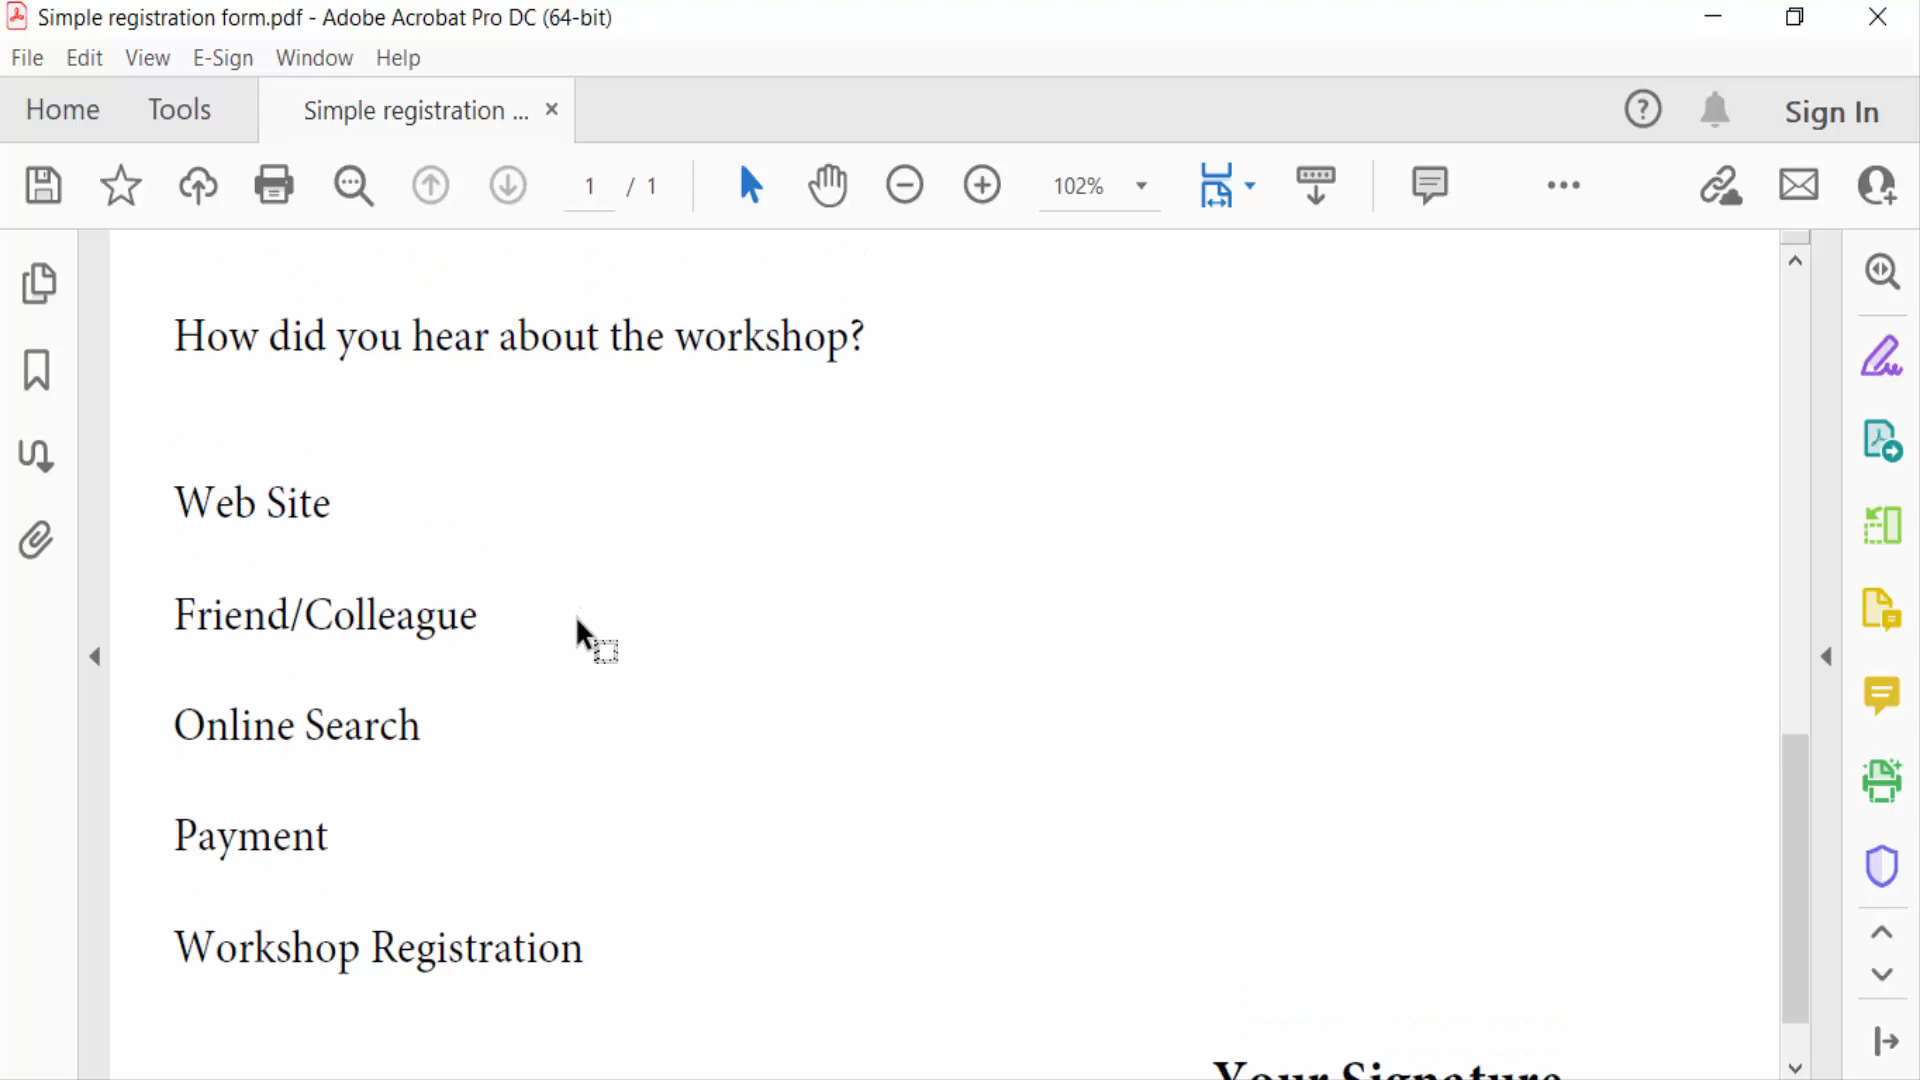 Simple registration form.pdf - Adobe Acrobat Pro DC (64-bit)
File Edit View E-Sign Window Help
Home Tools Simple registration ... × Sign In
1 / 1 102%
How did you hear about the workshop?
Web Site
Friend/Colleague
Online Search
Payment
Workshop Registration
Your Signature